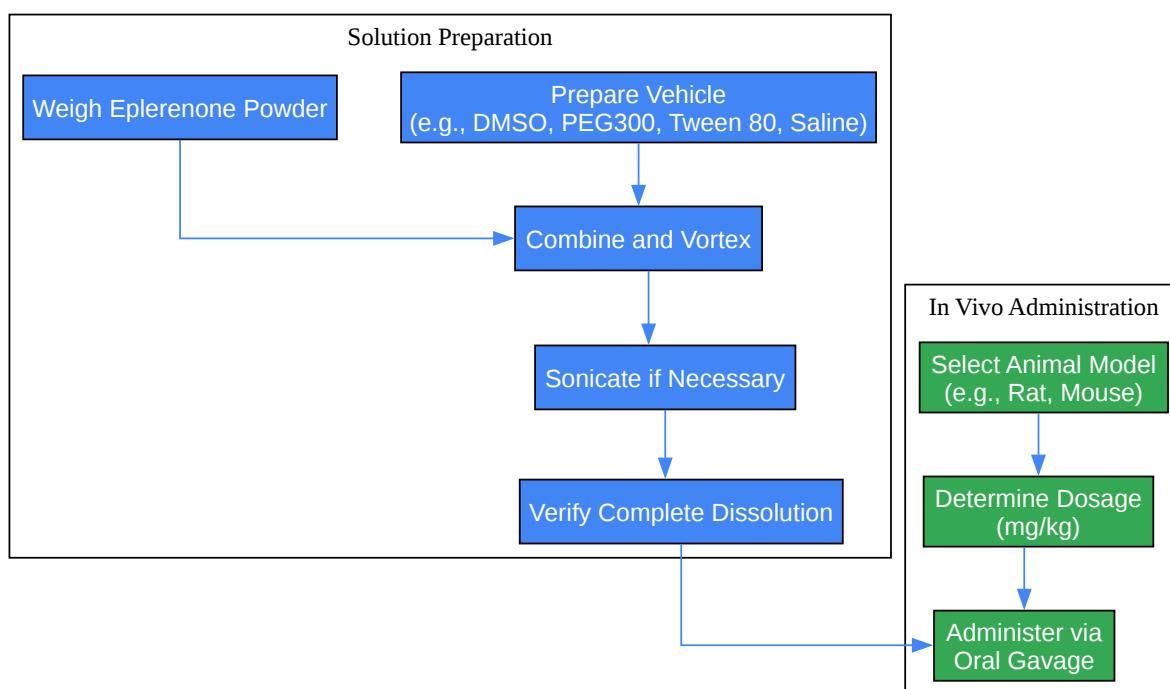 Solution Preparation
Weigh Eplerenone Powder
Prepare Vehicle
(e.g., DMSO, PEG300, Tween 80, Saline)
Combine and Vortex
Sonicate if Necessary
Verify Complete Dissolution
In Vivo Administration
Select Animal Model
(e.g., Rat, Mouse)
Determine Dosage
(mg/kg)
Administer via
Oral Gavage